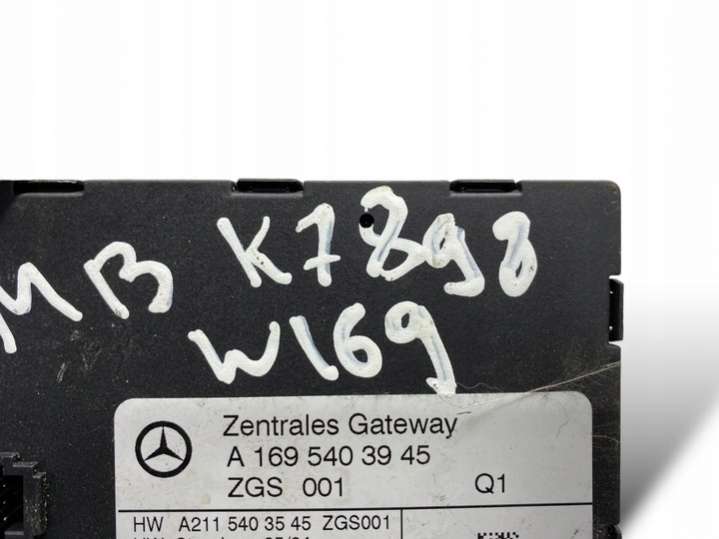 MB K7898
W169
Zentrales Gateway
A 169 540 39 45
ZGS 001 Q1
HW A211 540 35 45 ZGS001